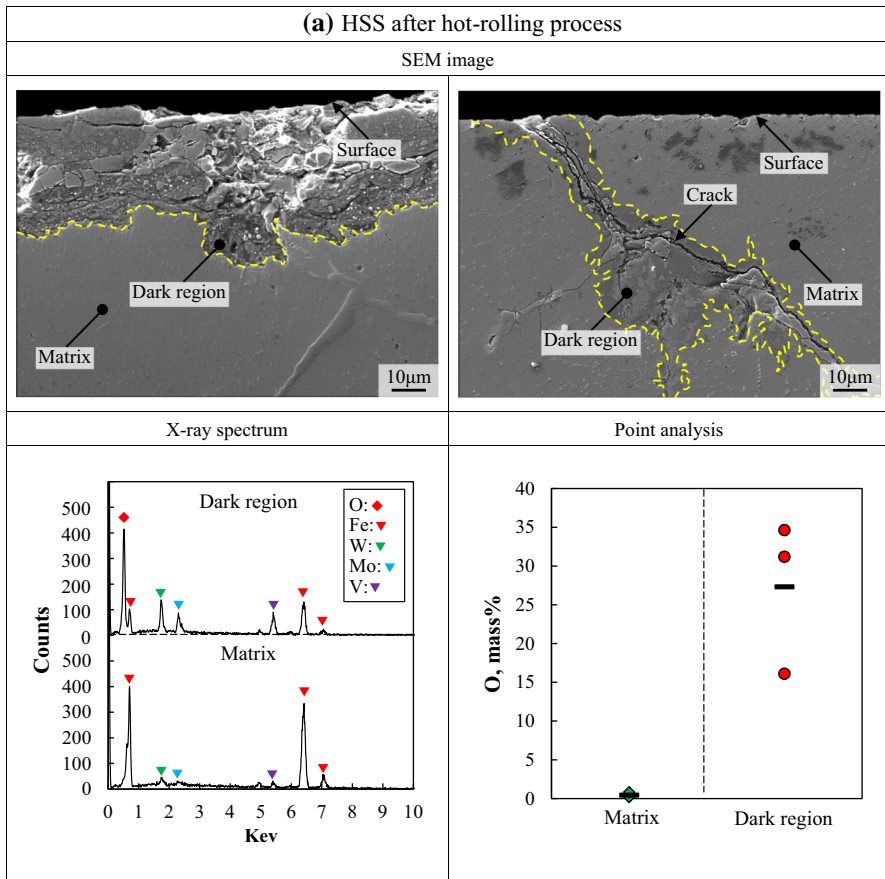 (a) HSS after hot-rolling process
SEM image
Surface
Dark region
Matrix
10μm
Surface
Crack
Matrix
Dark region
10μm
X-ray spectrum
Point analysis
Counts
500
400
300
200
100
0
Dark region
O:
Fe:
W:
Mo:
V:
Matrix
500
400
300
200
100
0
0 1 2 3 4 5 6 7 8 9 10
Kev
O, mass%
40
35
30
25
20
15
10
5
0
Matrix Dark region